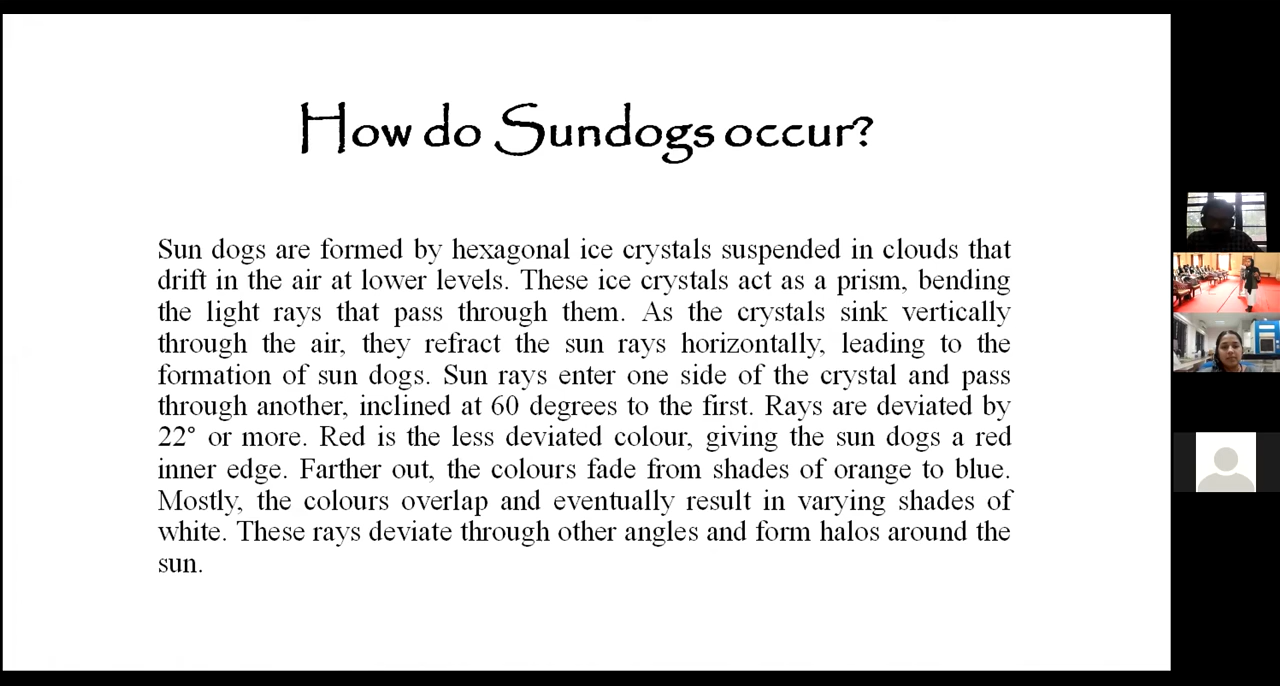 How do Sundogs occur?
Sun dogs are formed by hexagonal ice crystals suspended in clouds that
drift in the air at lower levels. These ice crystals act as a prism, bending
the light rays that pass through them. As the crystals sink vertically
through the air, they refract the sun rays horizontally, leading to the
formation of sun dogs. Sun rays enter one side of the crystal and pass
through another, inclined at 60 degrees to the first. Rays are deviated by
22° or more. Red is the less deviated colour, giving the sun dogs a red
inner edge. Farther out, the colours fade from shades of orange to blue.
Mostly, the colours overlap and eventually result in varying shades of
white. These rays deviate through other angles and form halos around the
sun.